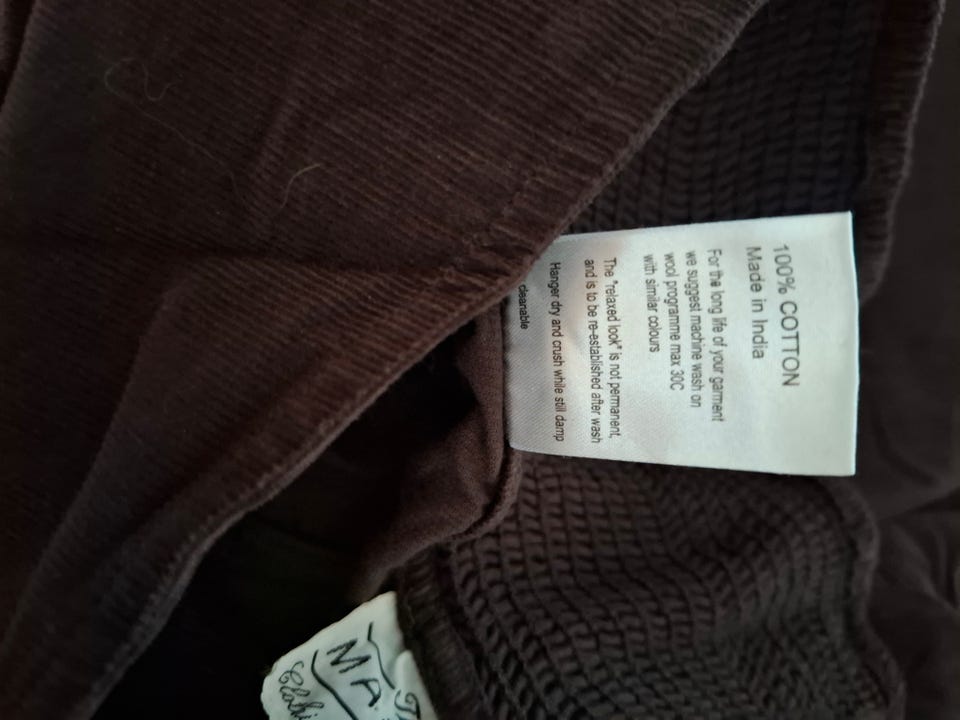 100% COTTON
Made in India
For the long life of your garment
we suggest machine wash on
wool programme max 30C
with similar colours
The "relaxed look" is not permanent,
and is to be re-established after wash
Hanger dry and crush while still damp
cleanable
MA